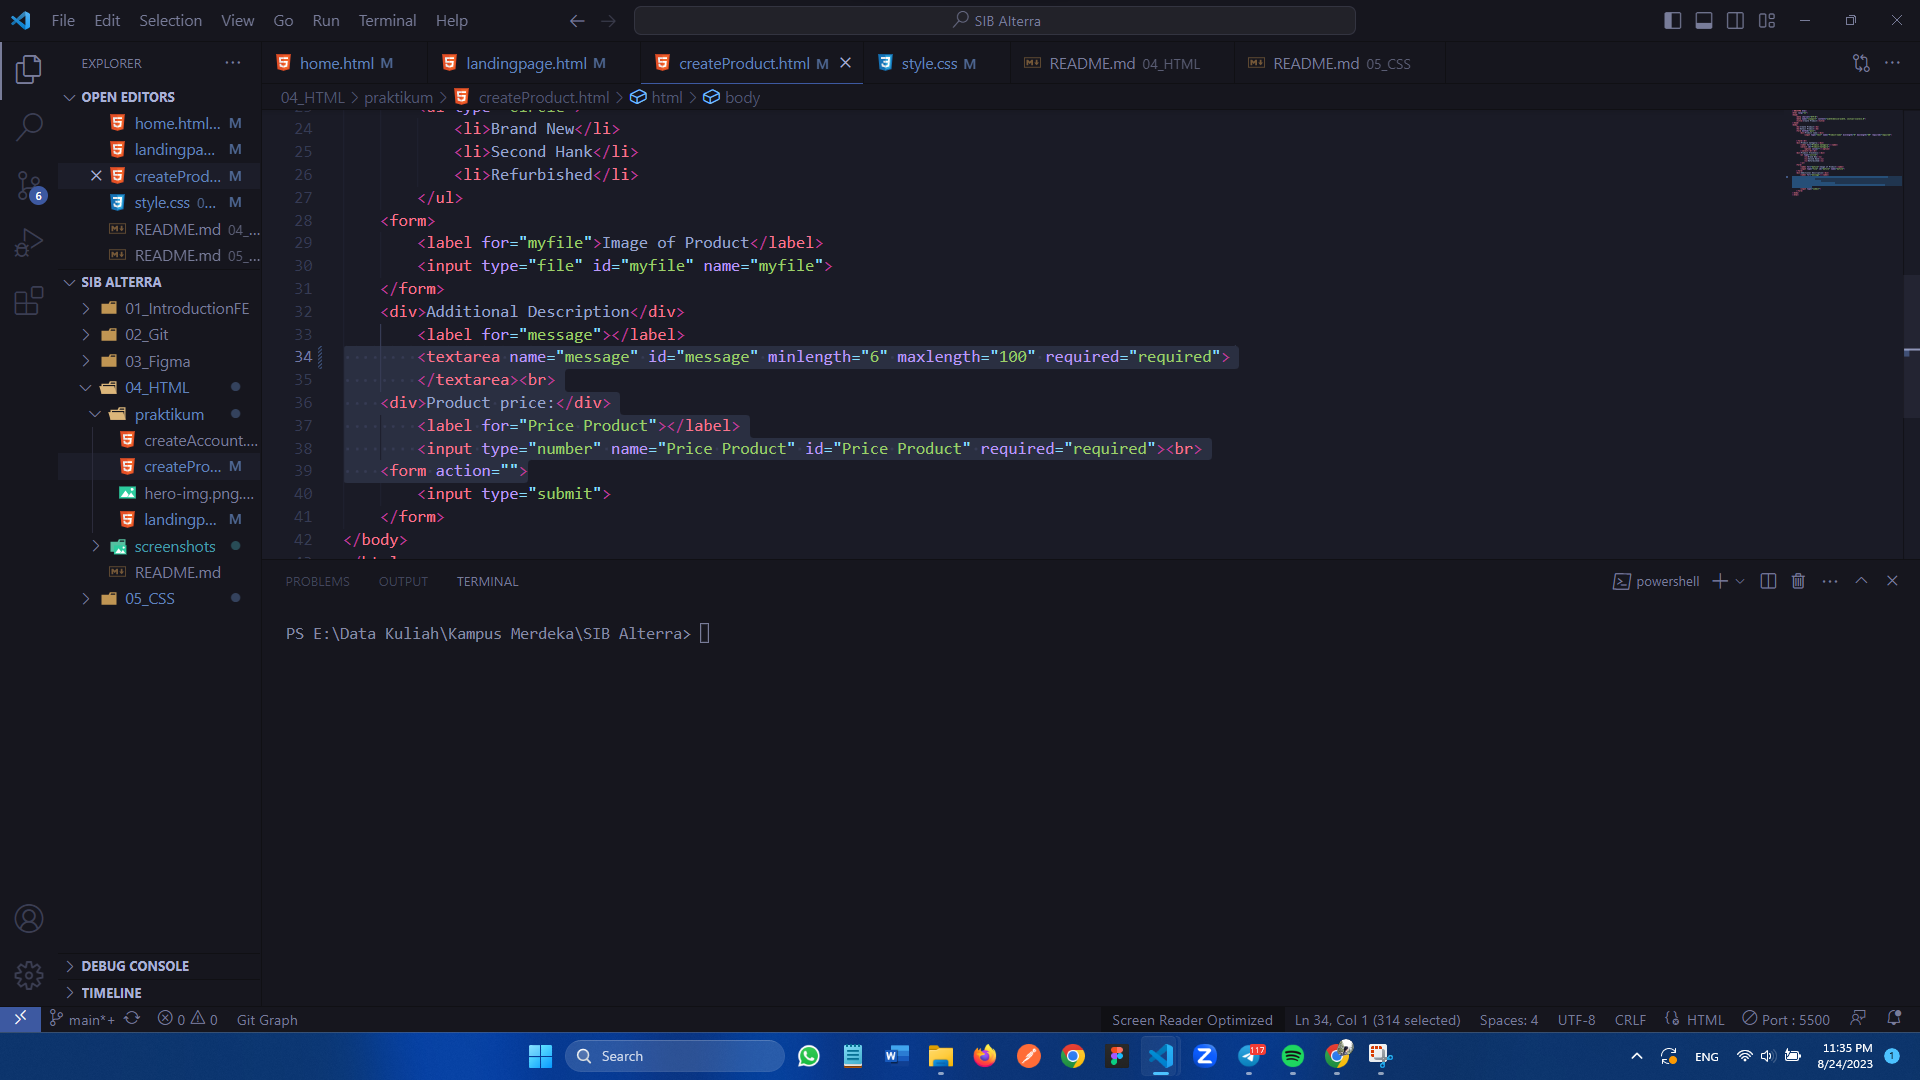 File Edit Selection View Go Run Terminal Help
SIB Alterra
EXPLORER
home.html M
landingpage.html M
createProduct.html M
style.css M
README.md 04_HTML
README.md 05_CSS
OPEN EDITORS
home.html... M
landingpa... M
createProd... M
style.css 0... M
README.md 04_...
README.md 05_...
SIB ALTERRA
01_IntroductionFE
02_Git
03_Figma
04_HTML
praktikum
createAccount....
createPro... M
hero-img.png....
landingp... M
screenshots
README.md
05_CSS
DEBUG CONSOLE
TIMELINE
6
04_HTML > praktikum > createProduct.html > html > body
24 <li>Brand New</li>
25 <li>Second Hank</li>
26 <li>Refurbished</li>
27 </ul>
28 <form>
29 <label for="myfile">Image of Product</label>
30 <input type="file" id="myfile" name="myfile">
31 </form>
32 <div>Additional Description</div>
33 <label for="message"></label>
34 <textarea name="message" id="message" minlength="6" maxlength="100" required="required">
35 </textarea><br>
36 <div>Product price:</div>
37 <label for="Price Product"></label>
38 <input type="number" name="Price Product" id="Price Product" required="required"><br>
39 <form action="">
40 <input type="submit">
41 </form>
42 </body>
PROBLEMS OUTPUT TERMINAL
powershell
PS E:\Data Kuliah\Kampus Merdeka\SIB Alterra>
main*+ 0 0 Git Graph
Screen Reader Optimized Ln 34, Col 1 (314 selected) Spaces: 4 UTF-8 CRLF HTML Port : 5500
Search
117
ENG
11:35 PM
8/24/2023
1